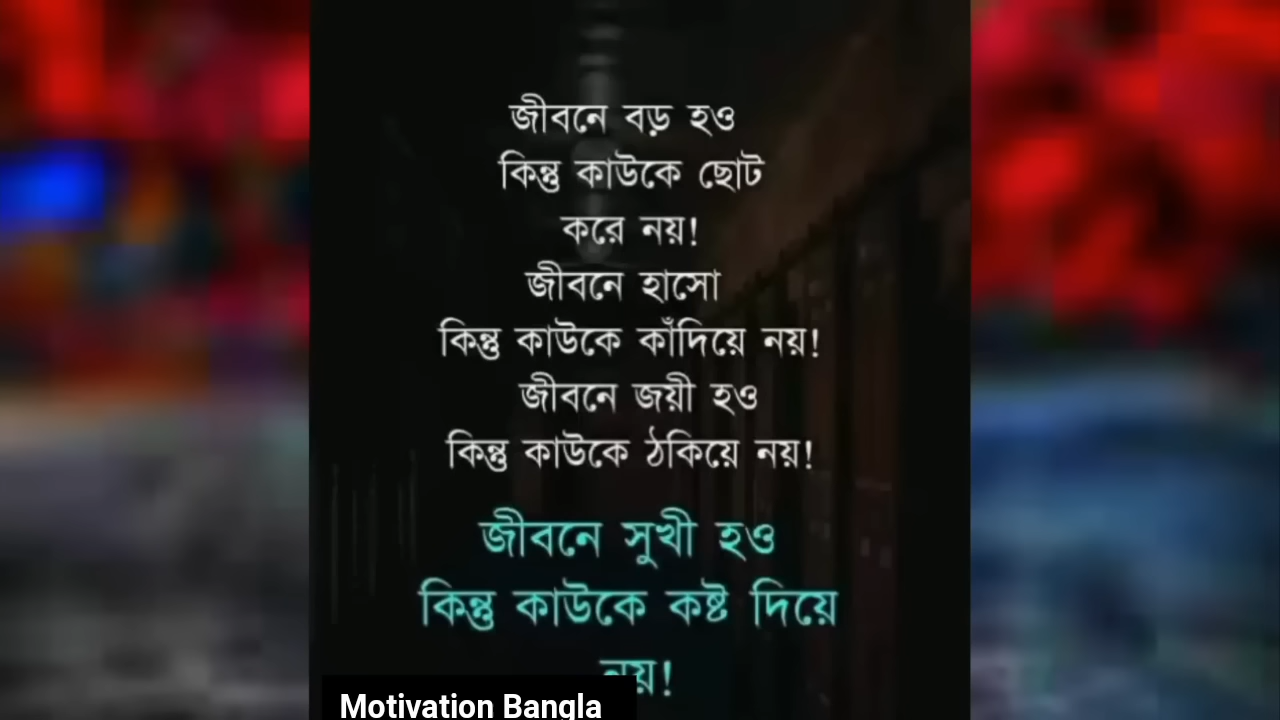 জীবনে বড় হও
কিন্তু কাউকে ছোট
করে নয়!
জীবনে হাসো
কিন্তু কাউকে কাঁদিয়ে নয়!
জীবনে জয়ী হও
কিন্তু কাউকে ঠকিয়ে নয়!
জীবনে সুখী হও
কিন্তু কাউকে কষ্ট দিয়ে
নয়!
Motivation Bangla